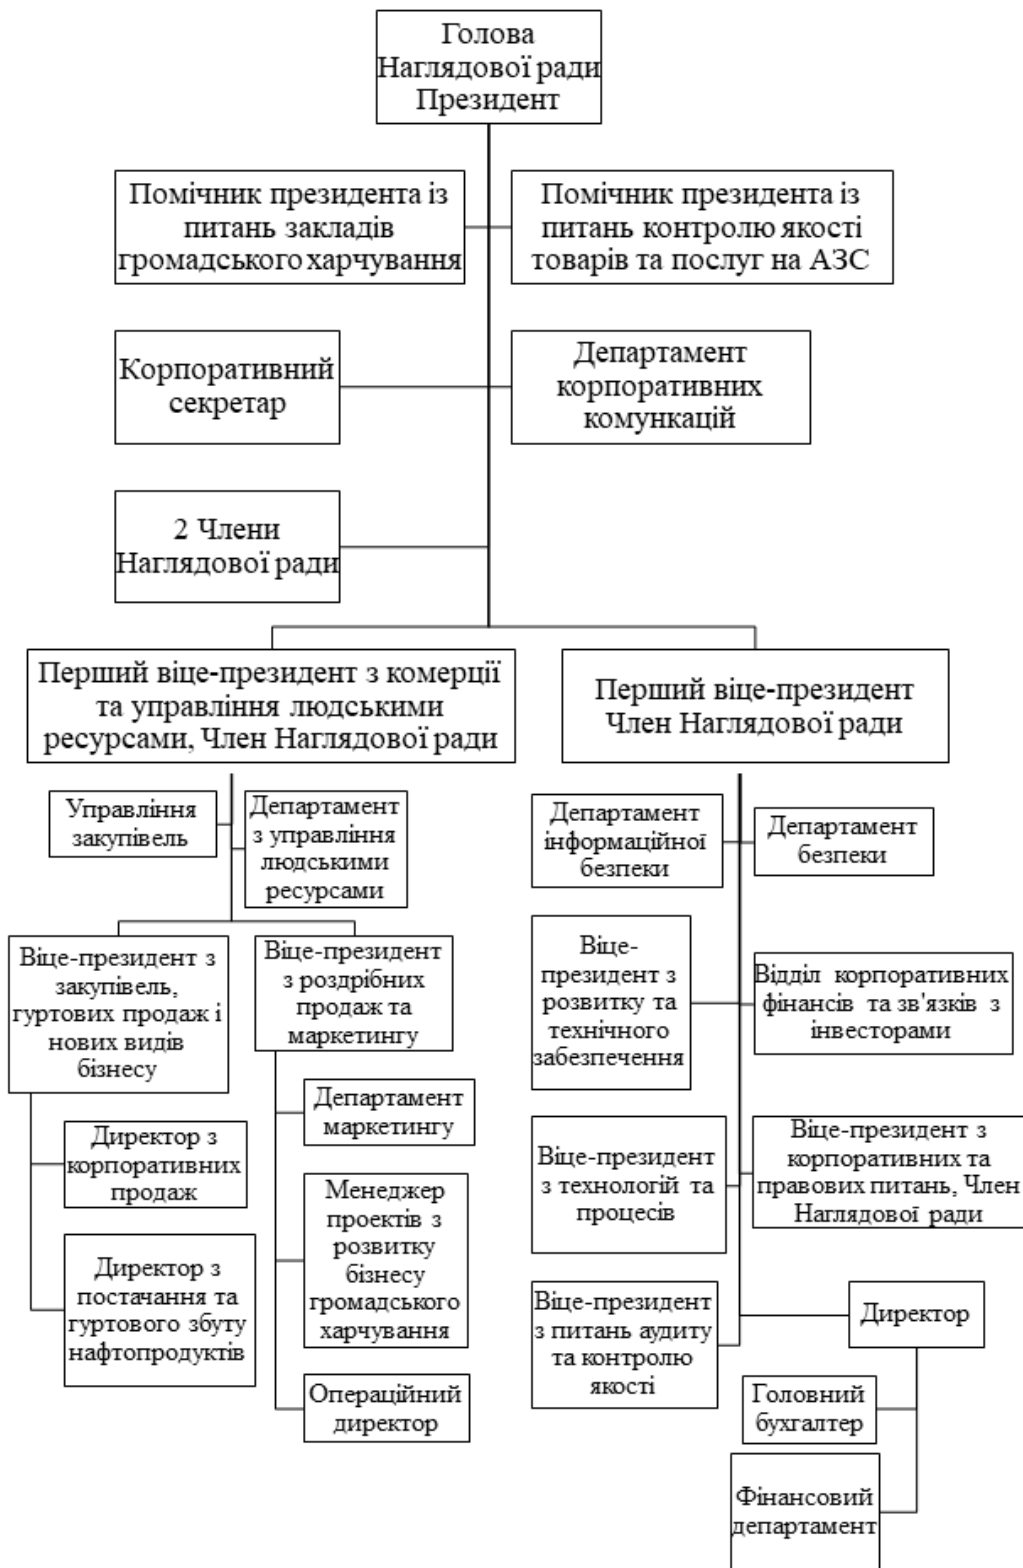 Голова
Наглядової ради
Президент
Помічник президента із
питань закладів
громадського харчування
Помічник президента із
питань контролю якості
товарів та послуг на АЗС
Корпоративний
секретар
Департамент
корпоративних
комункацій
2 Члени
Наглядової ради
Перший віце-президент з комерції
та управління людськими
ресурсами, Член Наглядової ради
Перший віце-президент
Член Наглядової ради
Управління
закупівель
Департамент
з управління
людськими
ресурсами
Департамент
інформаційної
безпеки
Департамент
безпеки
Віце-президент з
закупівель,
гуртових продаж і
нових видів
бізнесу
Віце-президент
з роздрібних
продаж та
маркетингу
Віце-
президент з
розвитку та
технічного
забезпечення
Відділ корпоративних
фінансів та зв'язків з
інвесторами
Директор з
корпоративних
продаж
Департамент
маркетингу
Віце-президент
з технологій та
процесів
Віце-президент з
корпоративних та
правових питань, Член
Наглядової ради
Директор з
постачання та
гуртового збуту
нафтопродуктів
Менеджер
проектів з
розвитку
бізнесу
громадського
харчування
Віце-президент
з питань аудиту
та контролю
якості
Директор
Операційний
директор
Головний
бухгалтер
Фінансовий
департамент